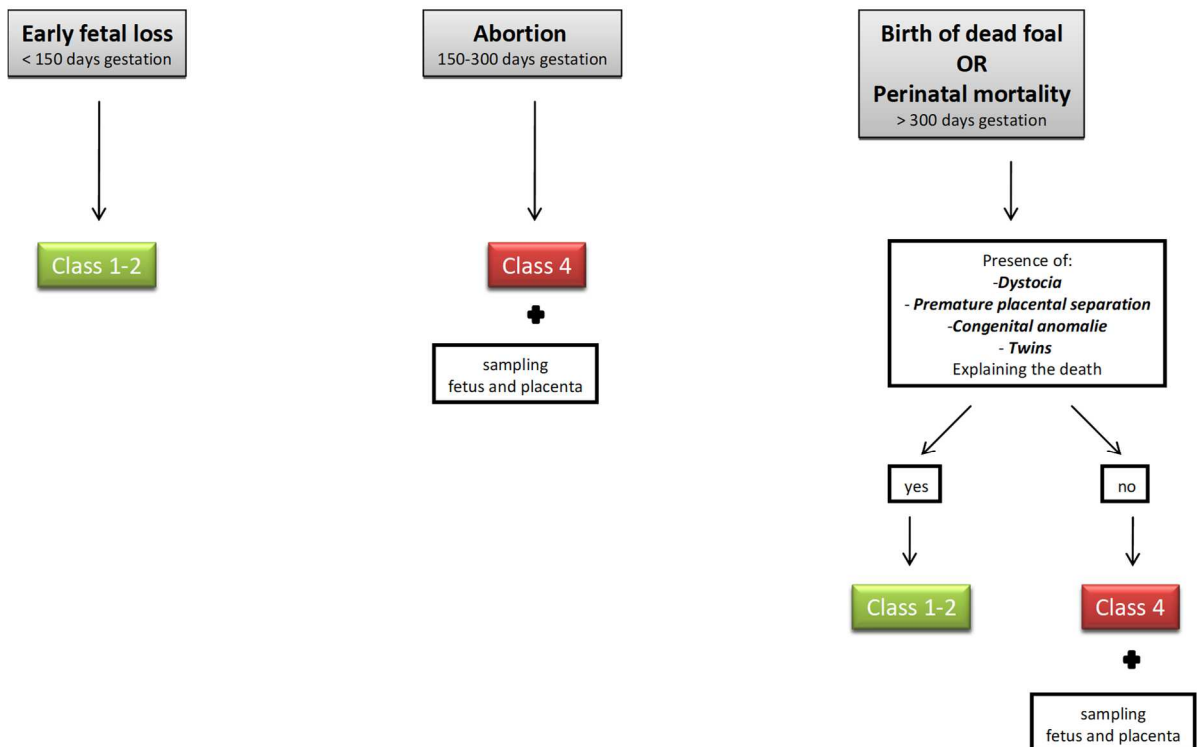 Early fetal loss
< 150 days gestation
Class 1-2
Abortion
150-300 days gestation
Class 4
sampling
fetus and placenta
Birth of dead foal
OR
Perinatal mortality
> 300 days gestation
Presence of:
-Dystocia
- Premature placental separation
-Congenital anomalie
- Twins
Explaining the death
yes
no
Class 1-2
Class 4
sampling
fetus and placenta